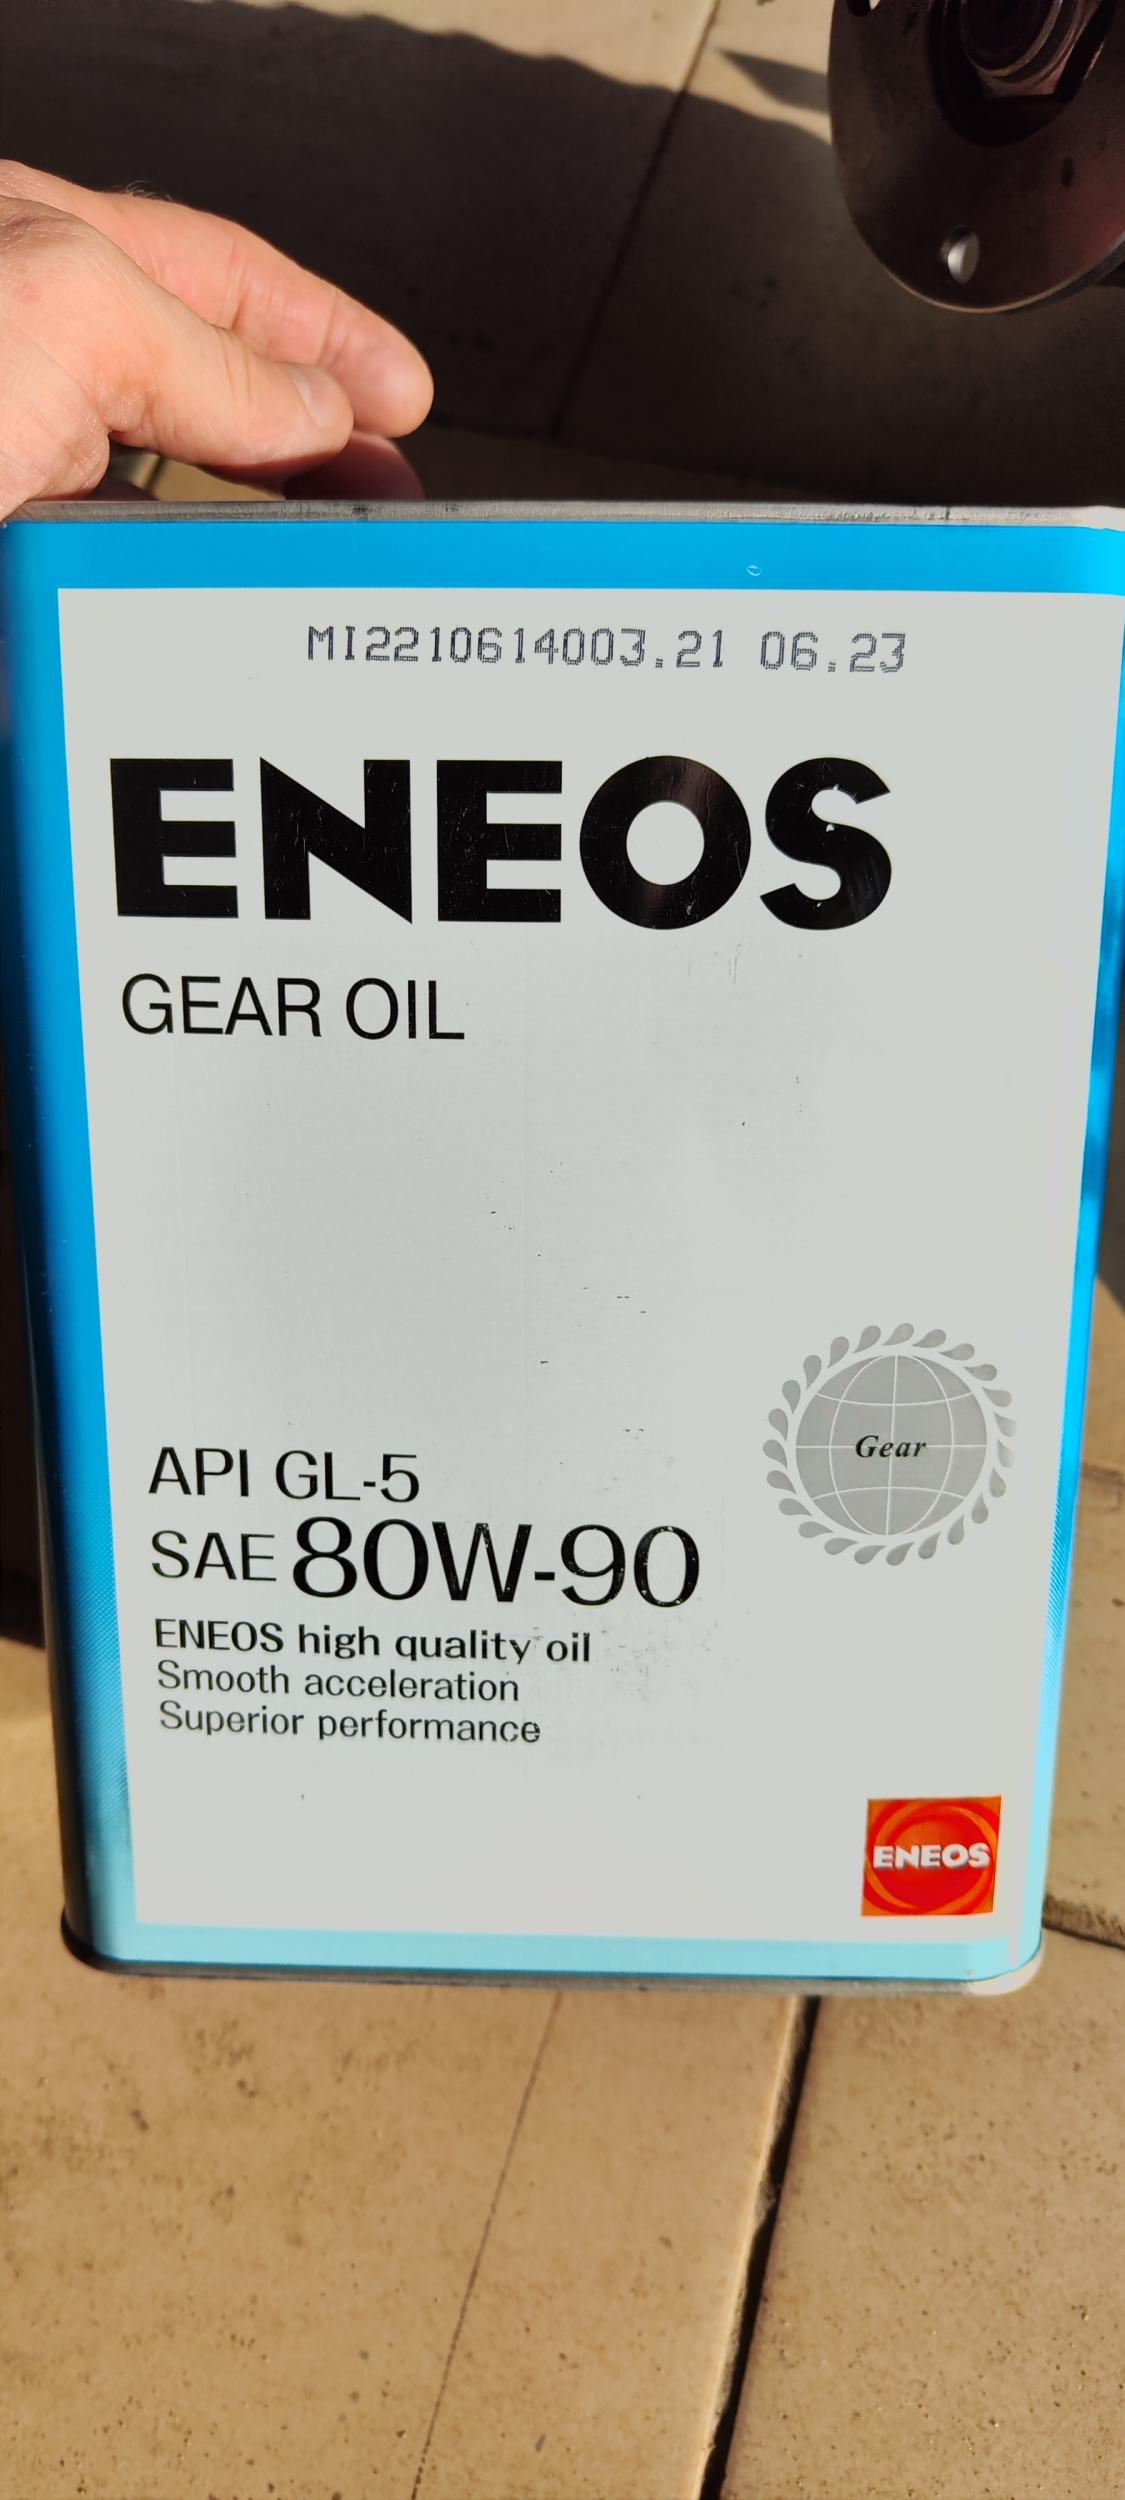 MI2210614003.21 06.23
ENEOS
GEAR OIL
Gear
API GL-5
SAE 80W-90
ENEOS high quality oil
Smooth acceleration
Superior performance
ENEOS